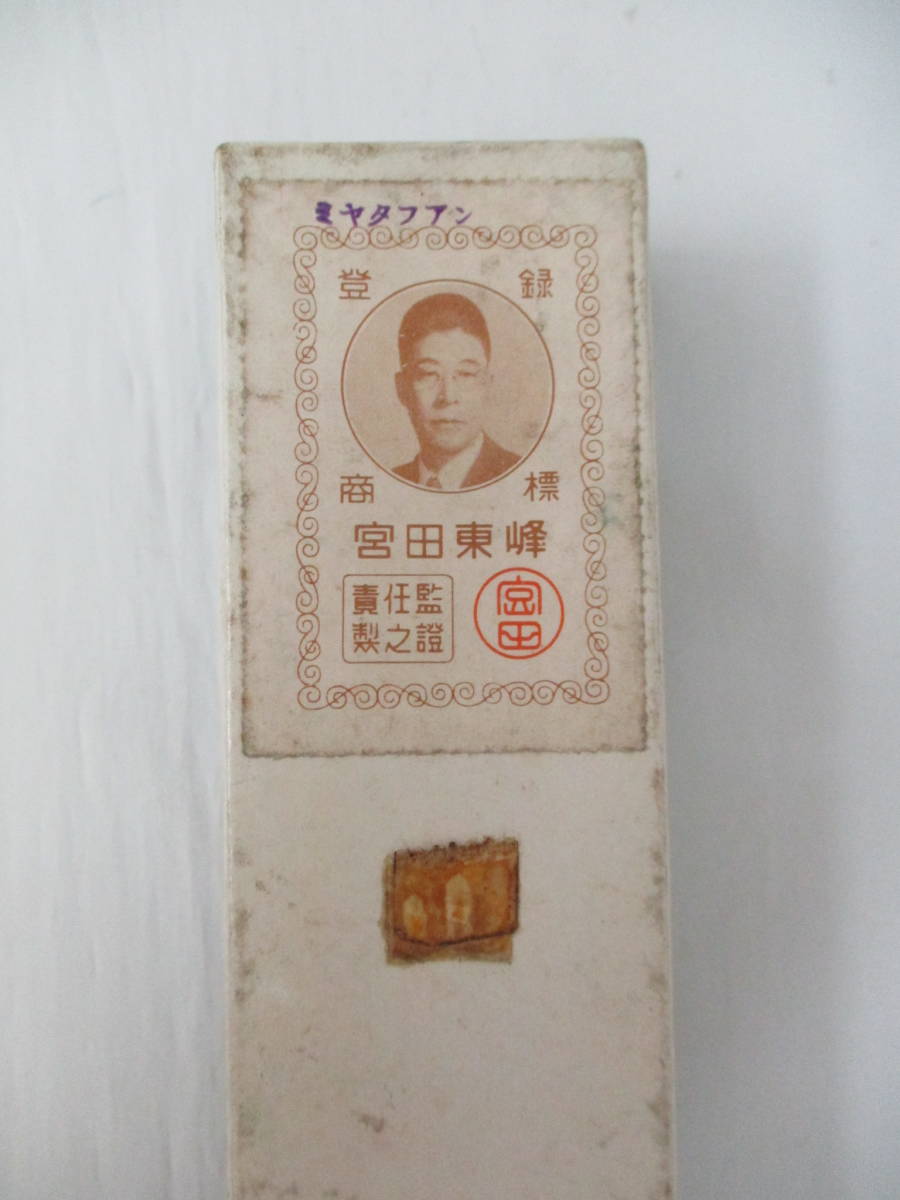 ミヤタフアン
登録
商標
宮田東峰
責任監
製之證
宮田